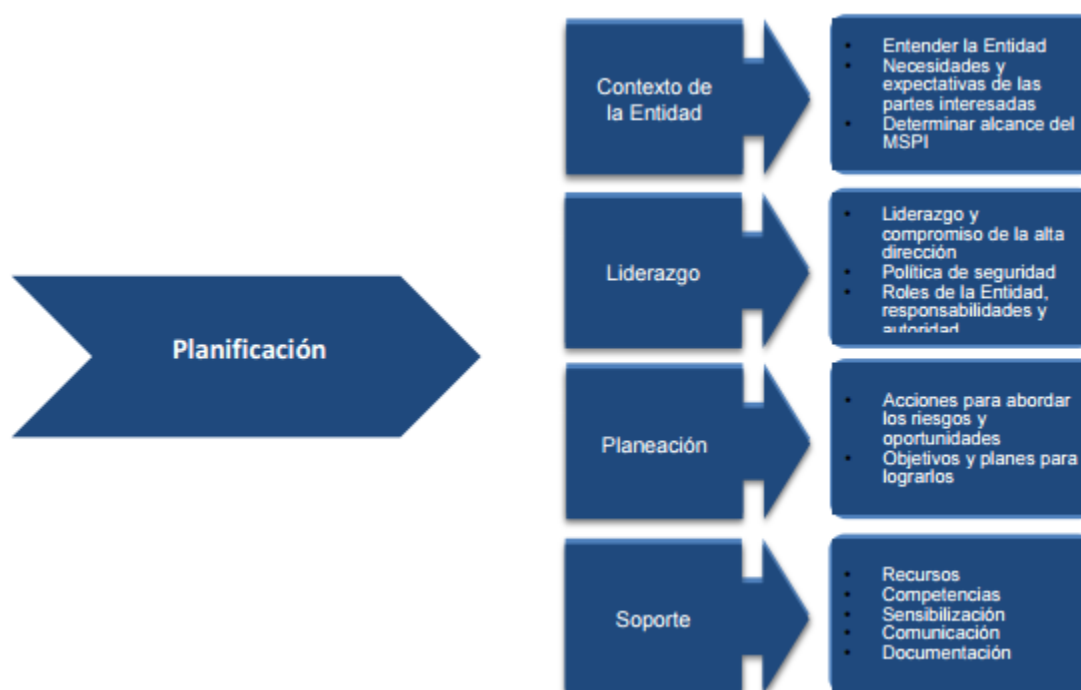 Planificación
Contexto de
la Entidad
• Entender la Entidad
• Necesidades y
expectativas de las
partes interesadas
• Determinar alcance del
MSPI
Liderazgo
• Liderazgo y
compromiso de la alta
dirección
• Política de seguridad
• Roles de la Entidad,
responsabilidades y
autoridad
Planeación
• Acciones para abordar
los riesgos y
oportunidades
• Objetivos y planes para
lograrlos
Soporte
• Recursos
• Competencias
• Sensibilización
• Comunicación
• Documentación